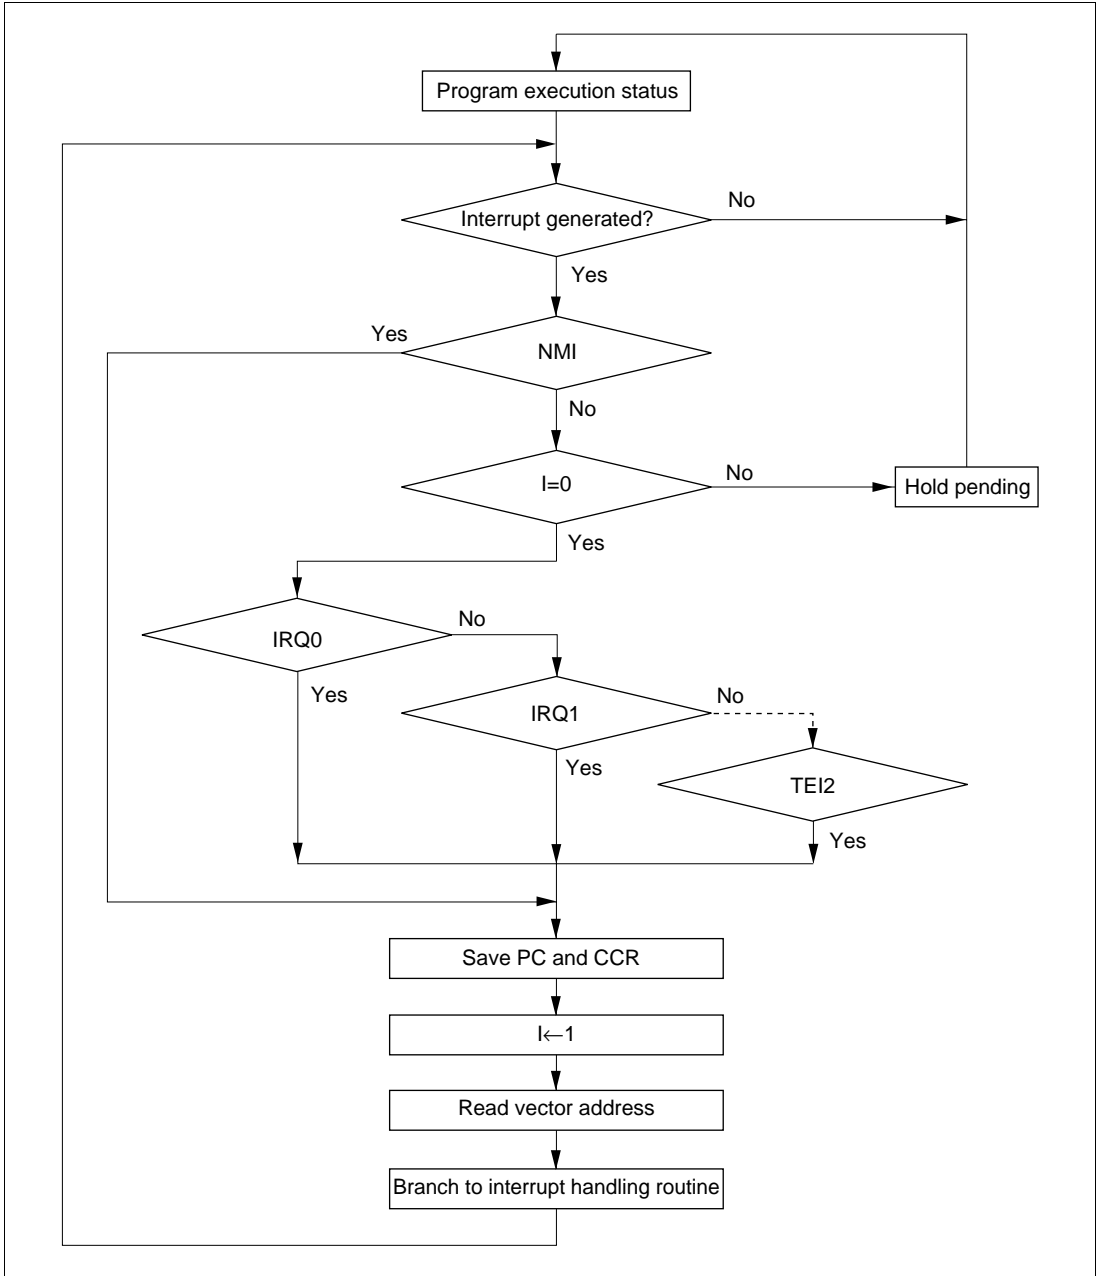 Program execution status
Interrupt generated?
No
Yes
Yes
NMI
No
I=0
No
Hold pending
Yes
IRQ0
No
Yes
IRQ1
No
Yes
TEI2
Yes
Save PC and CCR
I←1
Read vector address
Branch to interrupt handling routine